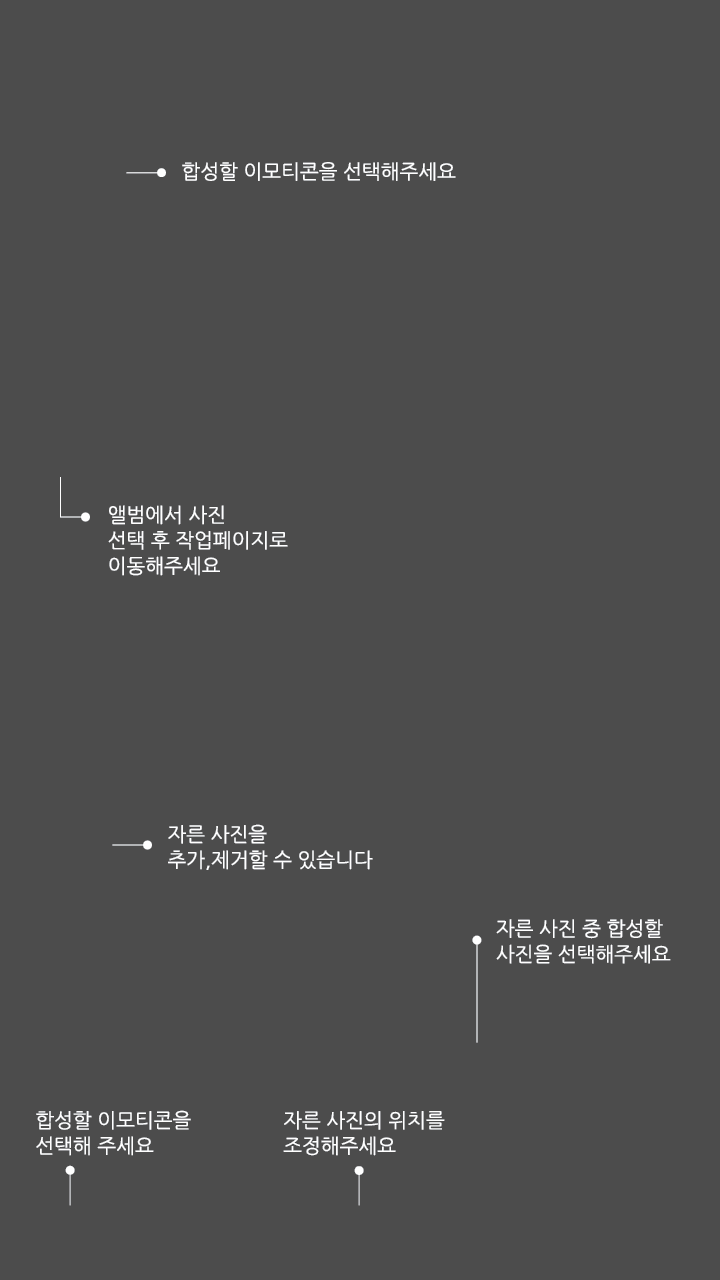 합성할 이모티콘을 선택해주세요
앨범에서 사진
선택 후 작업페이지로
이동해주세요
자른 사진을
추가,제거할 수 있습니다
자른 사진 중 합성할
사진을 선택해주세요
합성할 이모티콘을
선택해 주세요
자른 사진의 위치를
조정해주세요